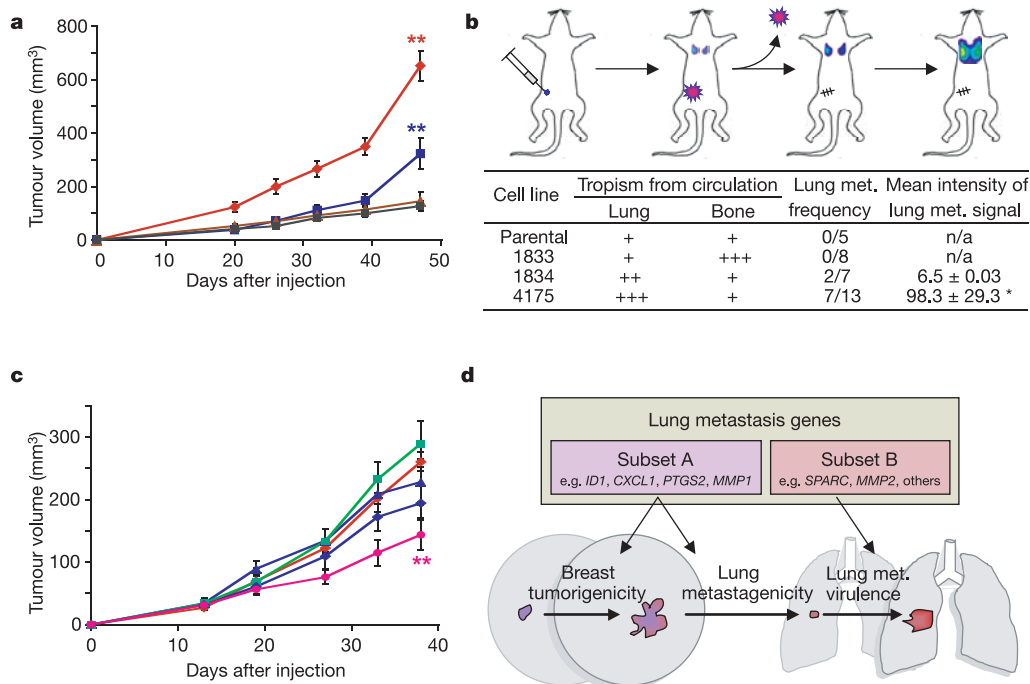 a
Tumour volume (mm³)
800
600
400
200
0
0 10 20 30 40 50
Days after injection
**
**
b
Cell line Tropism from circulation Lung met. frequency Mean intensity of lung met. signal
Lung Bone
Parental + + 0/5 n/a
1833 + +++ 0/8 n/a
1834 ++ + 2/7 6.5 ± 0.03
4175 +++ + 7/13 98.3 ± 29.3 *
c
Tumour volume (mm³)
300
200
100
0
0 10 20 30 40
Days after injection
**
d
Lung metastasis genes
Subset A
e.g. ID1, CXCL1, PTGS2, MMP1
Subset B
e.g. SPARC, MMP2, others
Breast
tumorigenicity
Lung
metastagenicity
Lung met.
virulence